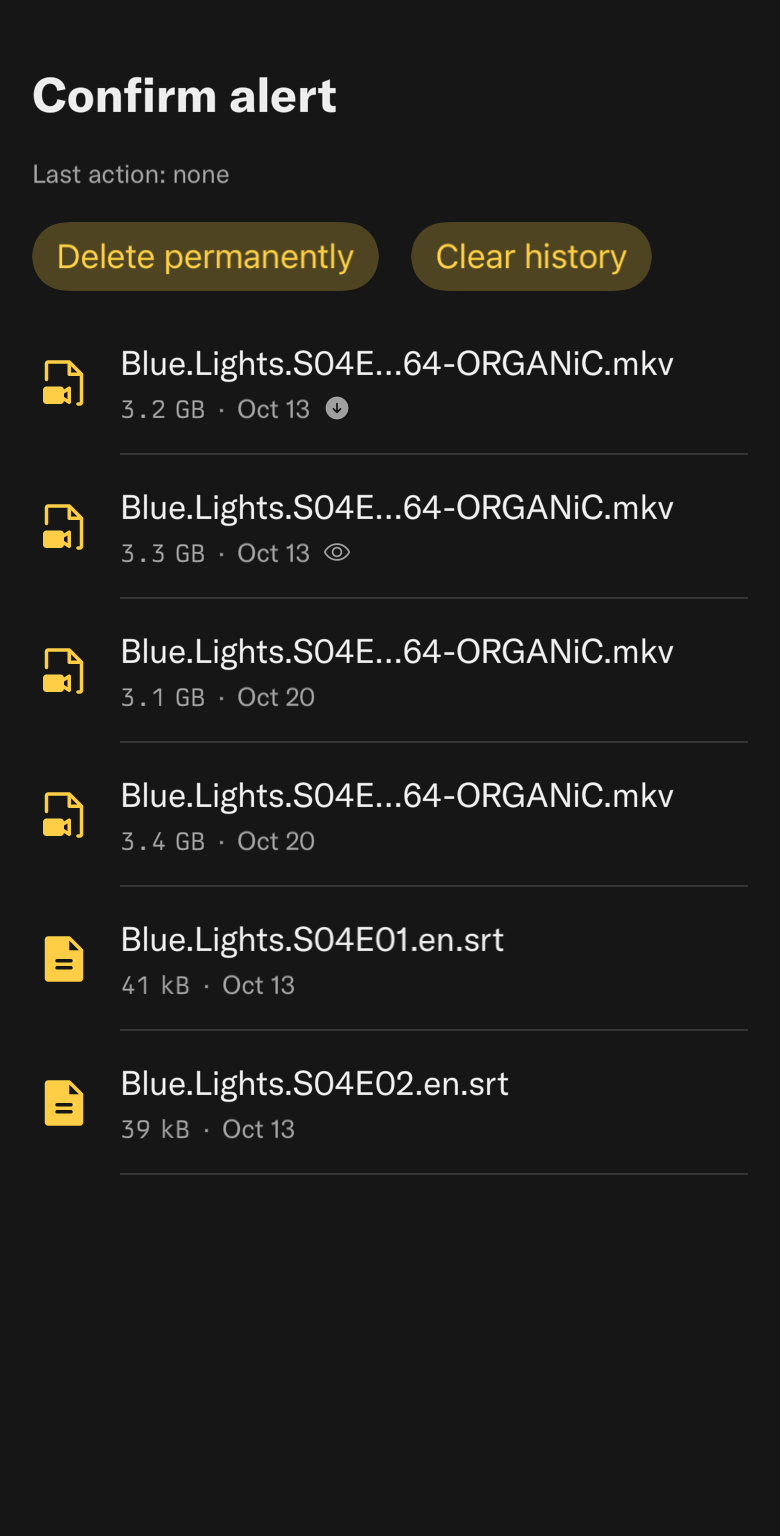 Confirm alert
Last action: none
Delete permanently
Clear history
Blue.Lights.S04E...64-ORGANiC.mkv
3.2 GB · Oct 13
Blue.Lights.S04E...64-ORGANiC.mkv
3.3 GB · Oct 13
Blue.Lights.S04E...64-ORGANiC.mkv
3.1 GB · Oct 20
Blue.Lights.S04E...64-ORGANiC.mkv
3.4 GB · Oct 20
Blue.Lights.S04E01.en.srt
41 kB · Oct 13
Blue.Lights.S04E02.en.srt
39 kB · Oct 13